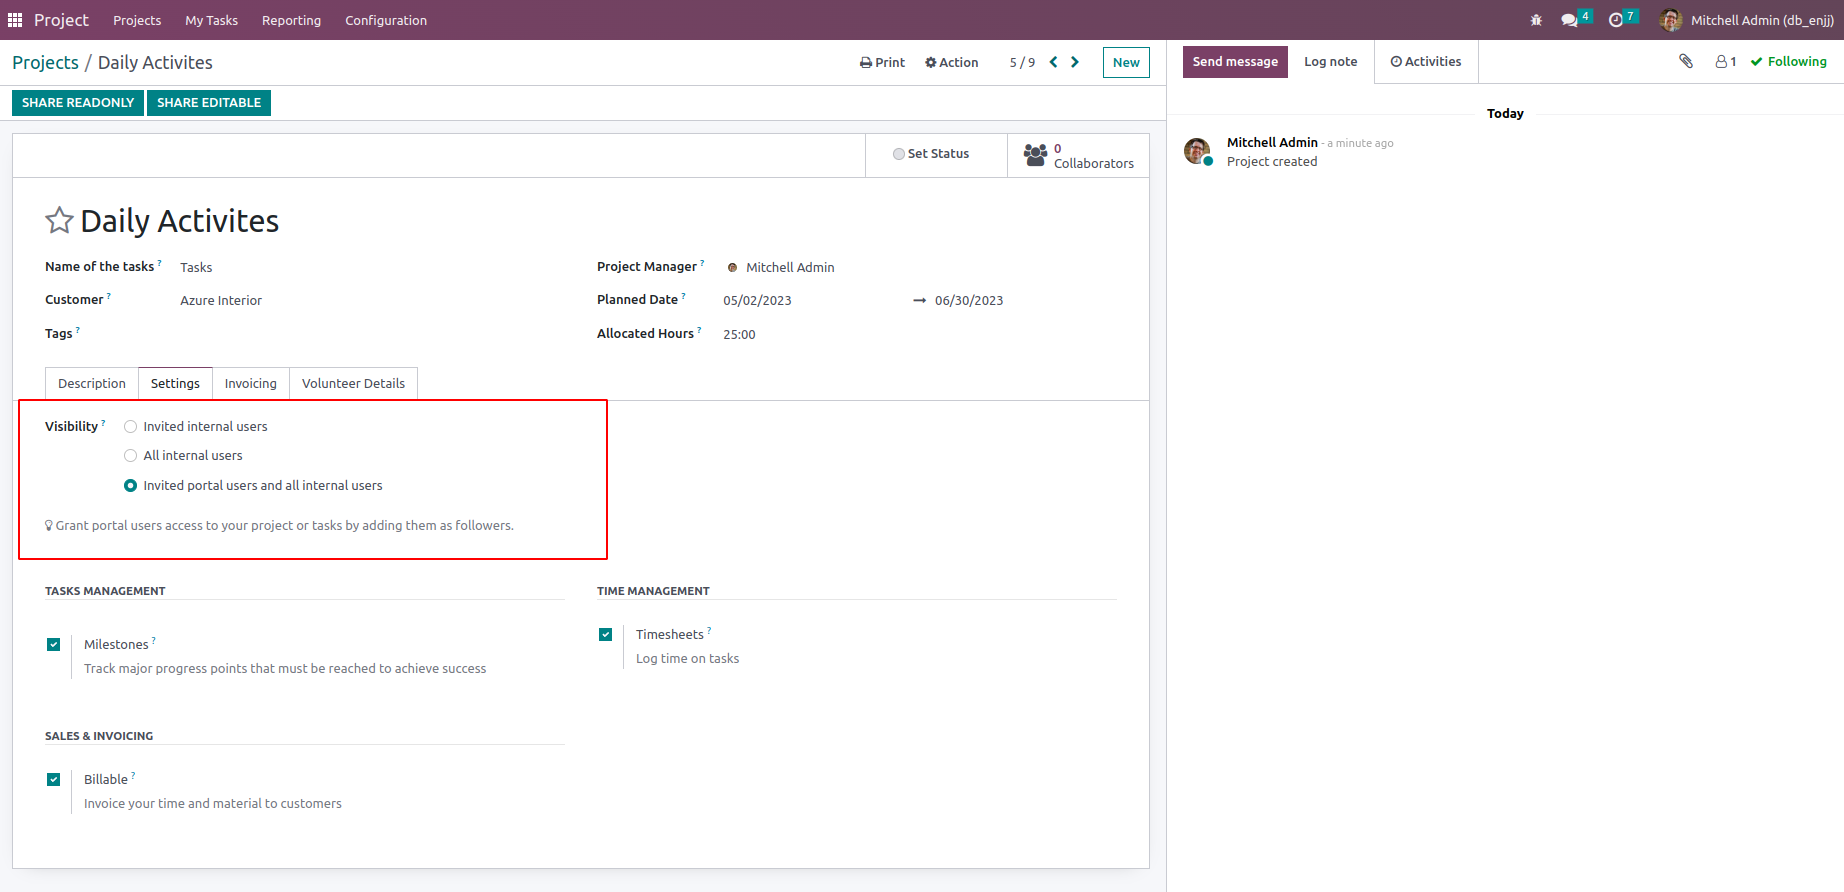 Project Projects My Tasks Reporting Configuration 4 7 Mitchell Admin (db_enjj)
Projects / Daily Activites Print Action 5 / 9 New
SHARE READONLY SHARE EDITABLE
Set Status
0
Collaborators
Daily Activites
Name of the tasks ? Tasks
Customer ? Azure Interior
Tags ?
Project Manager ? Mitchell Admin
Planned Date ? 05/02/2023 → 06/30/2023
Allocated Hours ? 25:00
Description Settings Invoicing Volunteer Details
Visibility ? Invited internal users
All internal users
Invited portal users and all internal users
Grant portal users access to your project or tasks by adding them as followers.
TASKS MANAGEMENT
Milestones ?
Track major progress points that must be reached to achieve success
TIME MANAGEMENT
Timesheets ?
Log time on tasks
SALES & INVOICING
Billable ?
Invoice your time and material to customers
Send message Log note Activities 1 Following
Today
Mitchell Admin - a minute ago
Project created